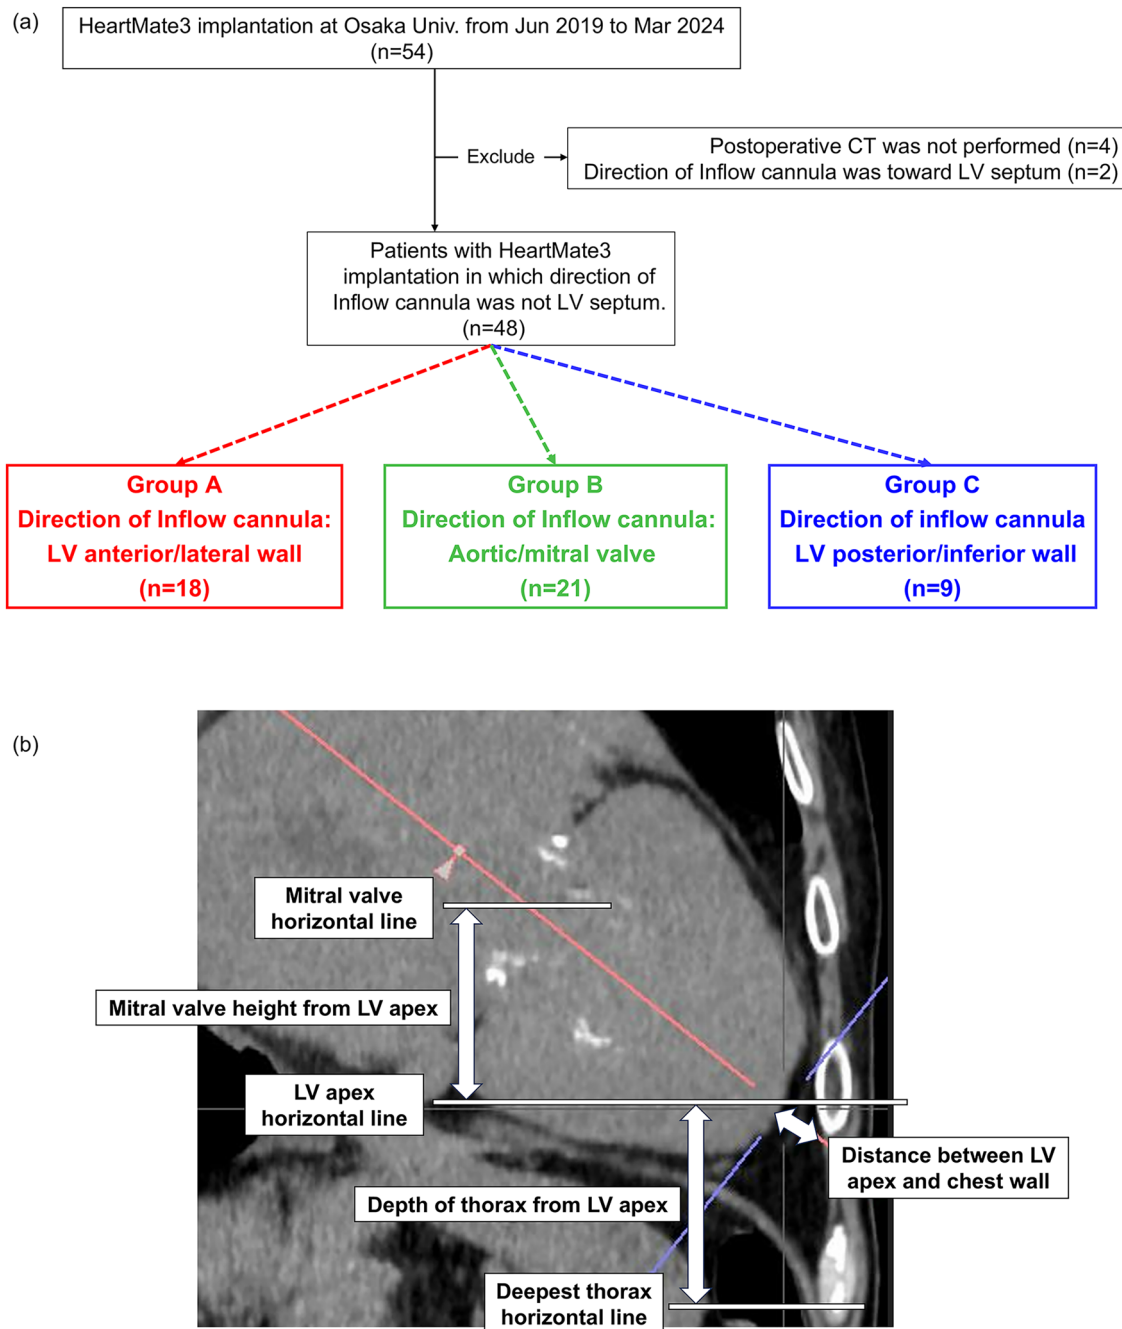 (a)
HeartMate3 implantation at Osaka Univ. from Jun 2019 to Mar 2024
(n=54)
Exclude
Postoperative CT was not performed (n=4)
Direction of Inflow cannula was toward LV septum (n=2)
Patients with HeartMate3
implantation in which direction of
Inflow cannula was not LV septum.
(n=48)
Group A
Direction of Inflow cannula:
LV anterior/lateral wall
(n=18)
Group B
Direction of Inflow cannula:
Aortic/mitral valve
(n=21)
Group C
Direction of inflow cannula
LV posterior/inferior wall
(n=9)
(b)
Mitral valve
horizontal line
Mitral valve height from LV apex
LV apex
horizontal line
Distance between LV
apex and chest wall
Depth of thorax from LV apex
Deepest thorax
horizontal line